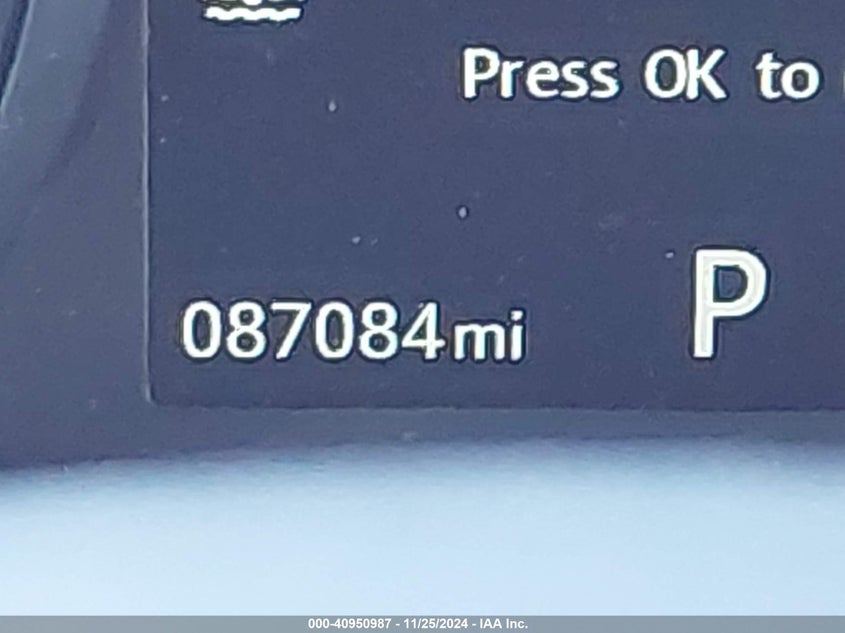 Press OK to
087084mi
P
000-40950987 - 11/25/2024 - IAA Inc.